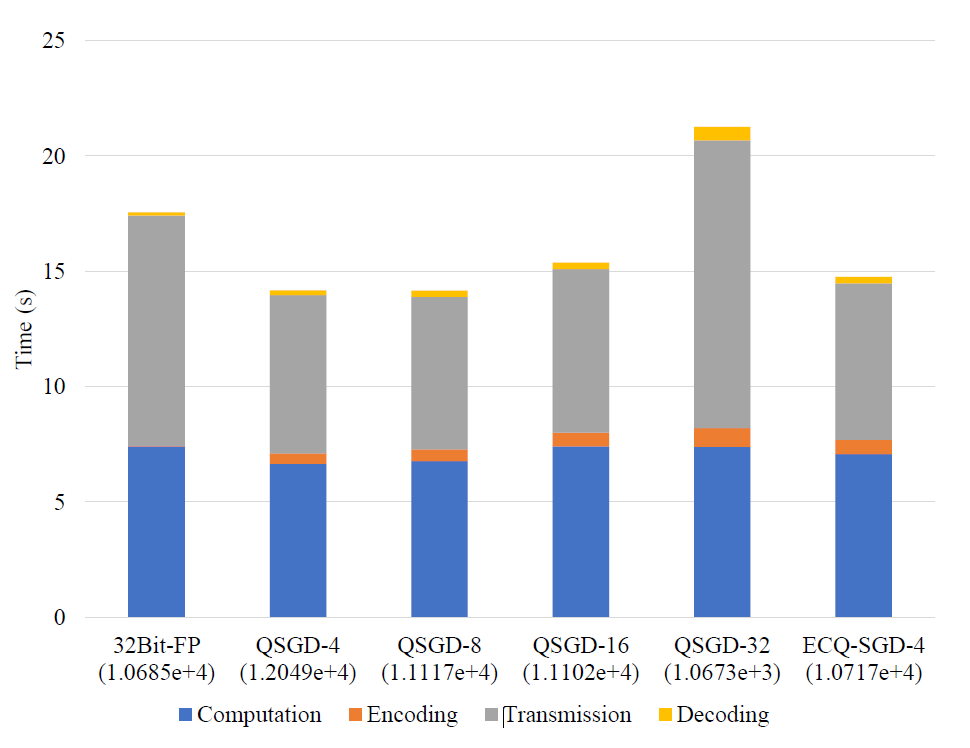 25
20
15
10
5
0
Time (s)
32Bit-FP QSGD-4 QSGD-8 QSGD-16 QSGD-32 ECQ-SGD-4
(1.0685e+4) (1.2049e+4) (1.1117e+4) (1.1102e+4) (1.0673e+3) (1.0717e+4)
Computation Encoding Transmission Decoding